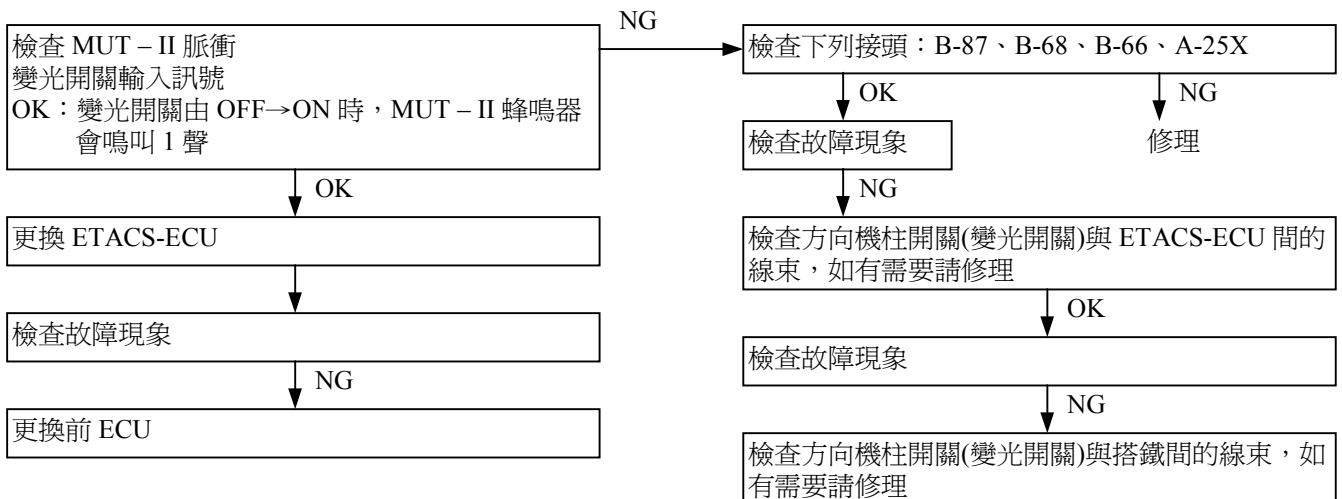 檢查 MUT – II 脈衝
變光開關輸入訊號
OK：變光開關由 OFF→ON 時，MUT – II 蜂鳴器
會鳴叫 1 聲
OK
更換 ETACS-ECU
檢查故障現象
NG
更換前 ECU
NG
檢查下列接頭：B-87、B-68、B-66、A-25X
OK
NG
檢查故障現象
修理
NG
檢查方向機柱開關(變光開關)與 ETACS-ECU 間的
線束，如有需要請修理
OK
檢查故障現象
NG
檢查方向機柱開關(變光開關)與搭鐵間的線束，如
有需要請修理